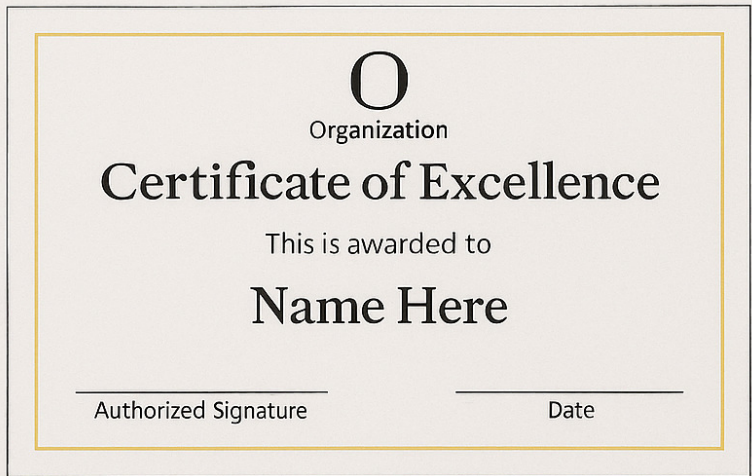 O
Organization
Certificate of Excellence
This is awarded to
Name Here
Authorized Signature
Date